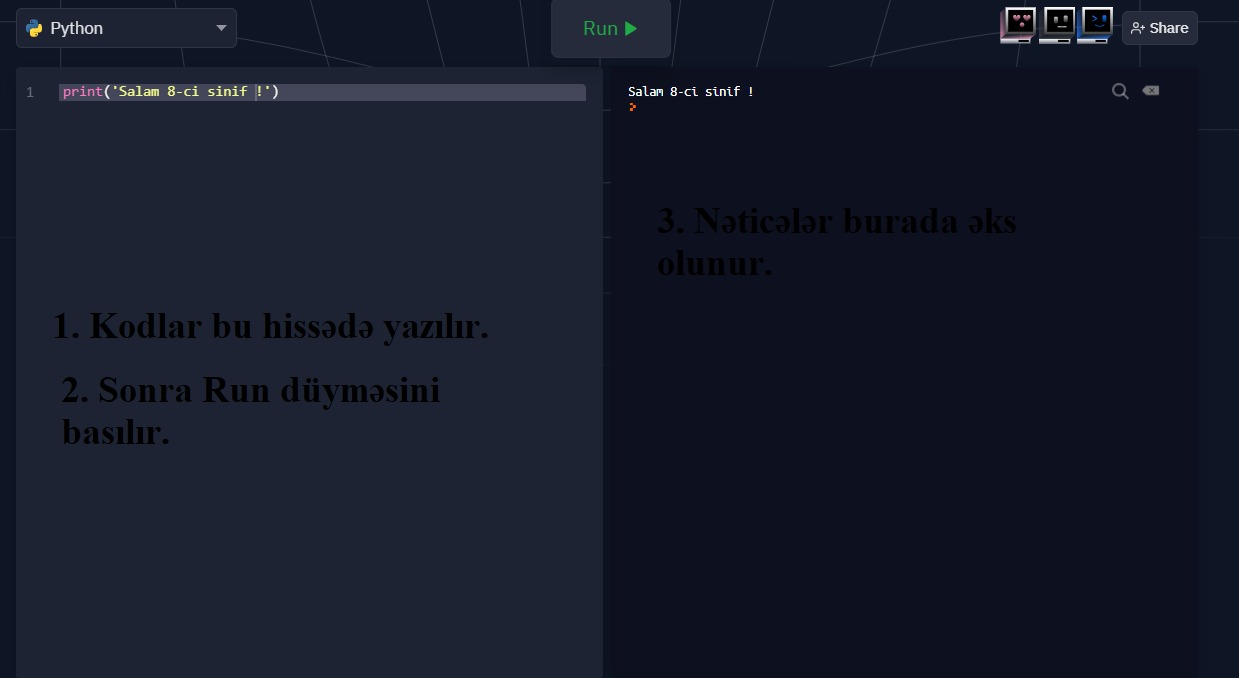 Python
Run
Share
1 print('Salam 8-ci sinif !')
Salam 8-ci sinif !
>
1. Kodlar bu hissədə yazılır.
2. Sonra Run düyməsini
basılır.
3. Nəticələr burada əks
olunur.